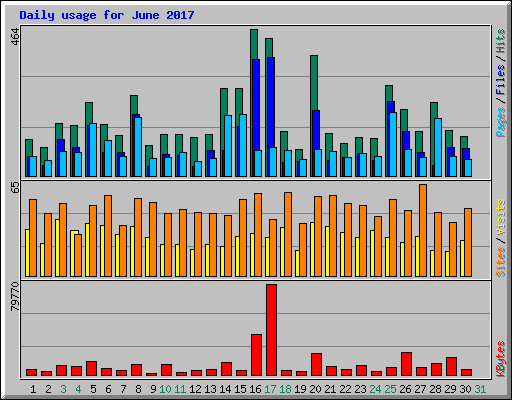 Daily usage for June 2017
464
Pages / Files / Hits
65
Sites / Visits
79770
KBytes
1 2 3 4 5 6 7 8 9 10 11 12 13 14 15 16 17 18 19 20 21 22 23 24 25 26 27 28 29 30 31